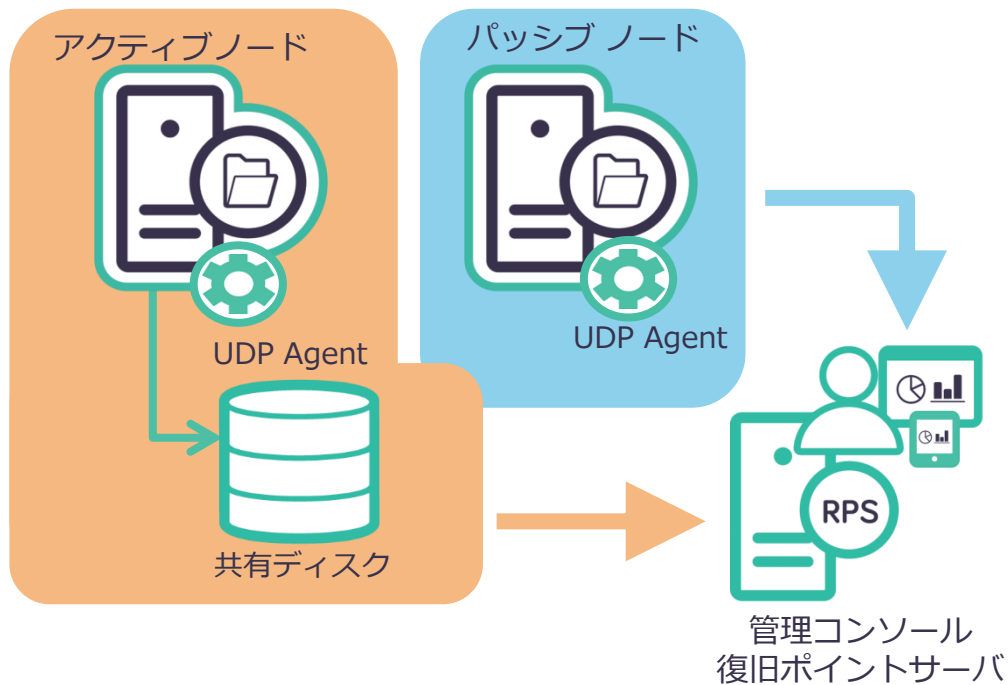 アクティブノード
パッシブ ノード
UDP Agent
UDP Agent
共有ディスク
RPS
管理コンソール
復旧ポイントサーバ